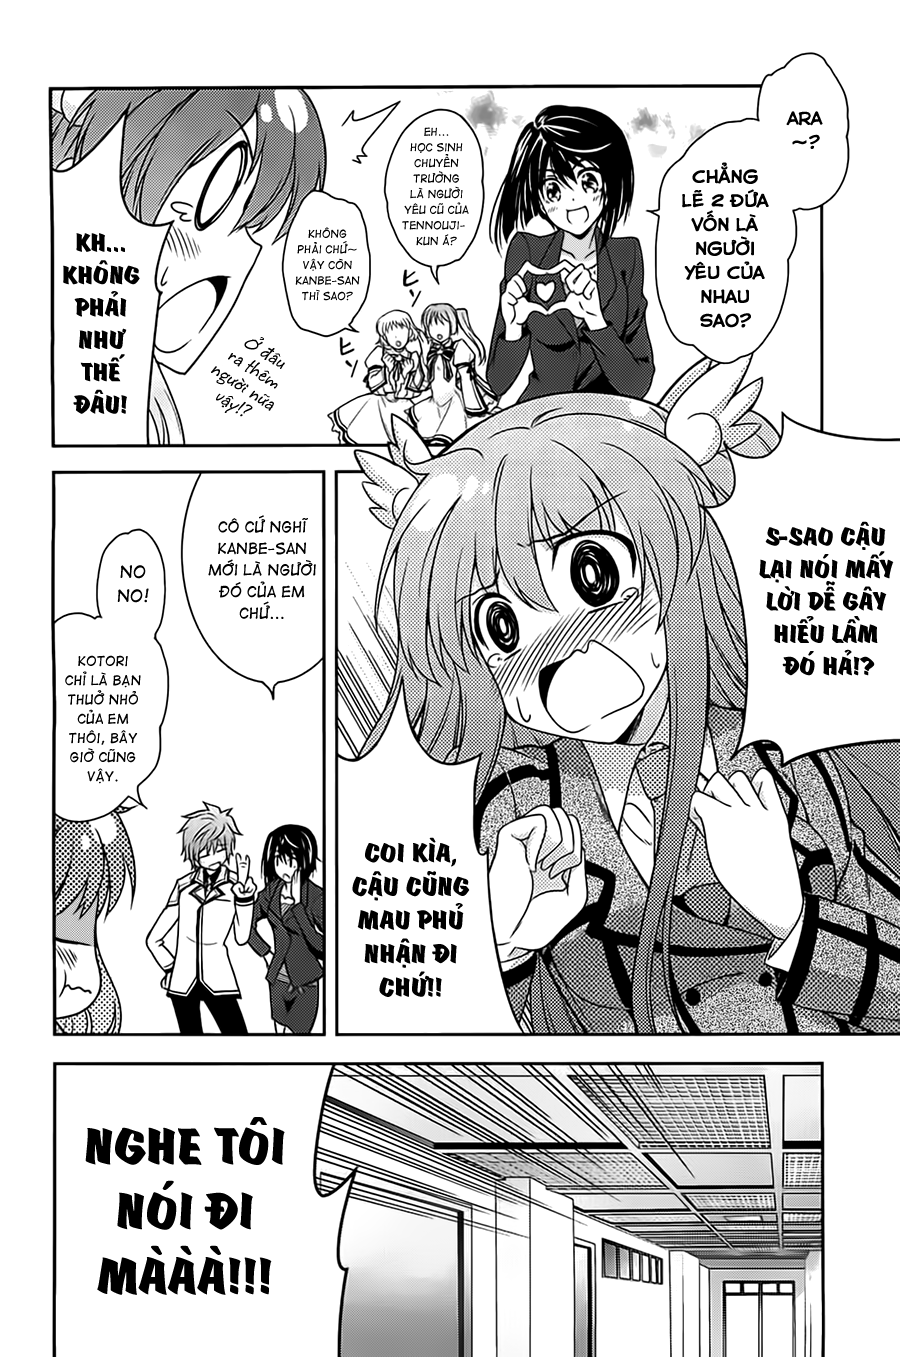 ARA
~?
CHẲNG
LẼ 2 ĐỨA
VỐN LÀ
NGƯỜI
YÊU CỦA
NHAU
SAO?
EH...
HỌC SINH
CHUYỂN
TRƯỜNG
LÀ NGƯỜI
YÊU CŨ CỦA
TENNOUJI-
KUN Á?
KHÔNG
PHẢI CHỨ~
VẬY CÒN
KANBE-SAN
THÌ SAO?
Ở đâu
ra thêm
người nữa
vậy!?
KH...
KHÔNG
PHẢI
NHƯ
THẾ
ĐÂU!
S-SAO CẬU
LẠI NÓI MẤY
LỜI DỄ GÂY
HIỂU LẦM
ĐÓ HẢ!?
COI KÌA,
CẬU CŨNG
MAU PHỦ
NHẬN ĐI
CHỨ!!
CÔ CỨ NGHĨ
KANBE-SAN
MỚI LÀ NGƯỜI
ĐÓ CỦA EM
CHỨ...
NO
NO!
KOTORI
CHỈ LÀ BẠN
THUỞ NHỎ
CỦA EM
THÔI, BÂY
GIỜ CŨNG
VẬY.
NGHE TÔI
NÓI ĐI
MÀÀÀ!!!